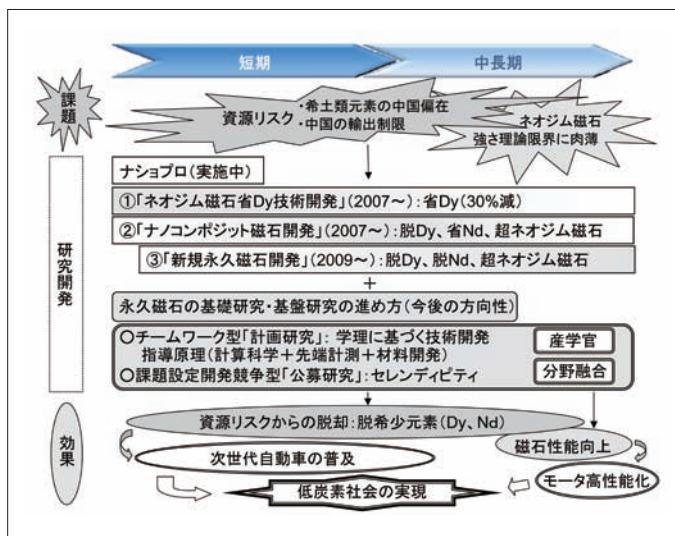 短期
中長期
課題
資源リスク
・希土類元素の中国偏在
・中国の輸出制限
ネオジム磁石
強さ理論限界に肉薄
研究開発
ナショプロ(実施中)
①「ネオジム磁石省Dy技術開発」(2007～):省Dy(30%減)
②「ナノコンポジット磁石開発」(2007～):脱Dy、省Nd、超ネオジム磁石
③「新規永久磁石開発」(2009～):脱Dy、脱Nd、超ネオジム磁石
＋
永久磁石の基礎研究・基盤研究の進め方(今後の方向性)
○チームワーク型「計画研究」: 学理に基づく技術開発
指導原理(計算科学＋先端計測＋材料開発)
産学官
○課題設定開発競争型「公募研究」:セレンディピティ
分野融合
効果
資源リスクからの脱却:脱希少元素(Dy、Nd)
磁石性能向上
次世代自動車の普及
モータ高性能化
低炭素社会の実現